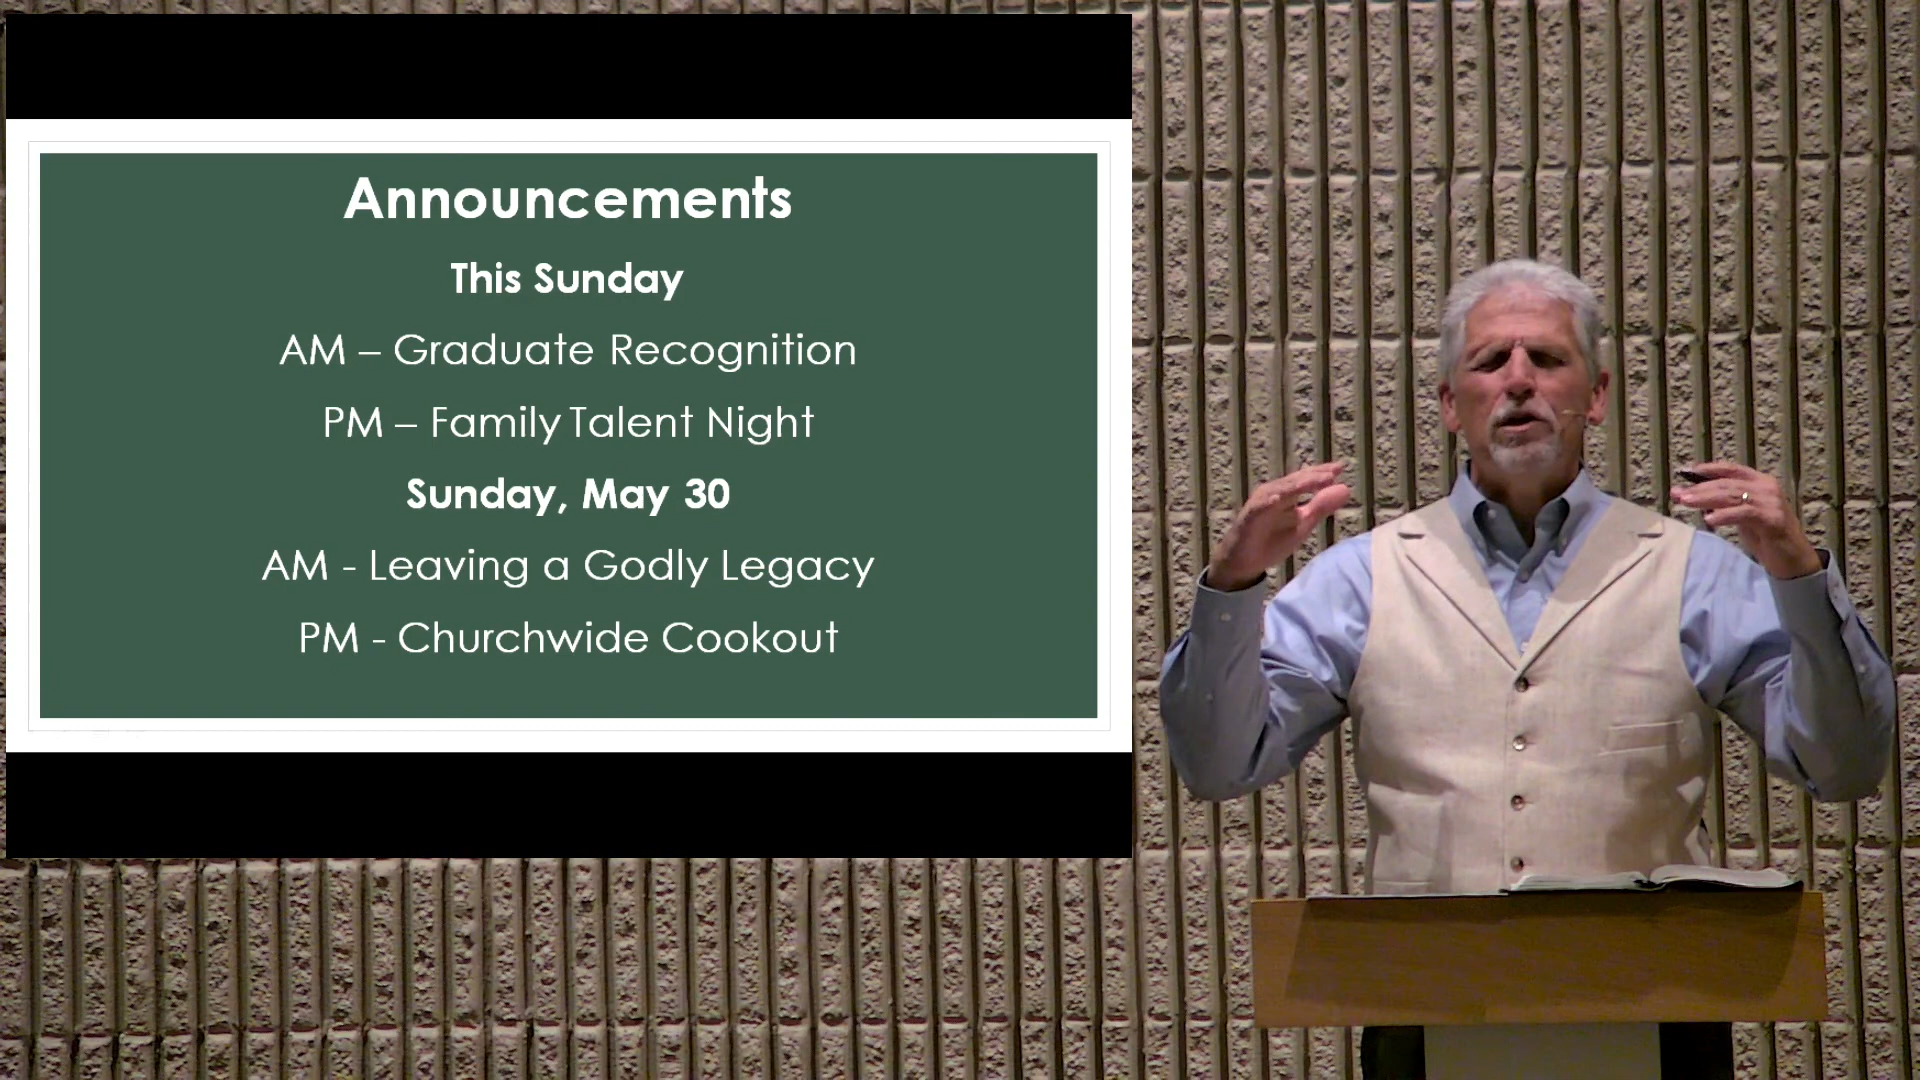 Announcements
This Sunday
AM – Graduate Recognition
PM – Family Talent Night
Sunday, May 30
AM - Leaving a Godly Legacy
PM - Churchwide Cookout